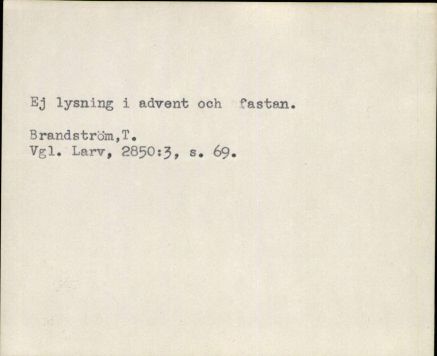 Ej lysning i advent och fastan.
Brandström,T.
Vgl. Larv, 2850:3, s. 69.